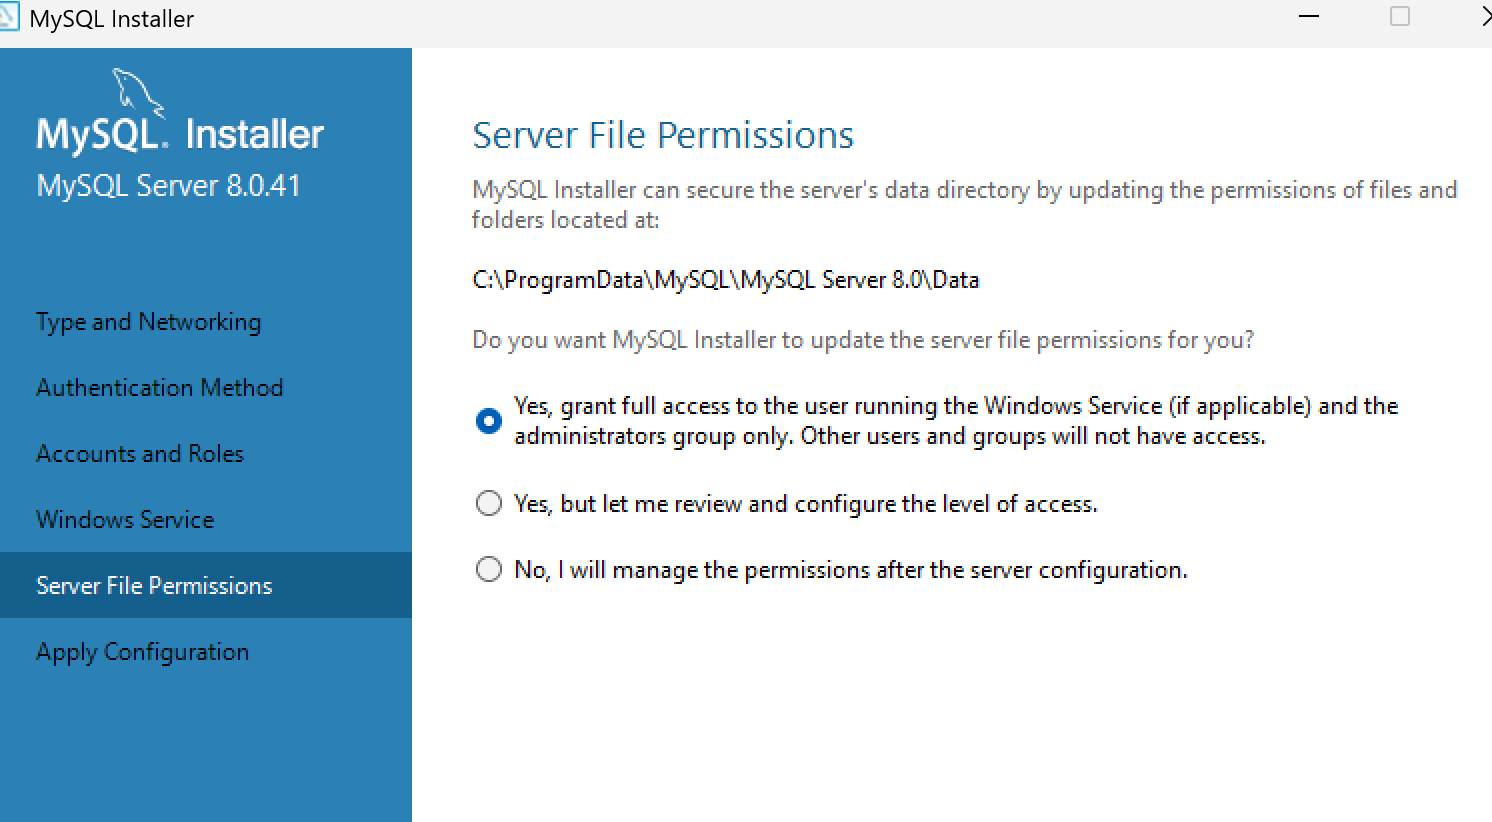 MySQL Installer
MySQL. Installer
MySQL Server 8.0.41
Type and Networking
Authentication Method
Accounts and Roles
Windows Service
Server File Permissions
Apply Configuration
Server File Permissions
MySQL Installer can secure the server's data directory by updating the permissions of files and
folders located at:
C:\ProgramData\MySQL\MySQL Server 8.0\Data
Do you want MySQL Installer to update the server file permissions for you?
Yes, grant full access to the user running the Windows Service (if applicable) and the
administrators group only. Other users and groups will not have access.
Yes, but let me review and configure the level of access.
No, I will manage the permissions after the server configuration.